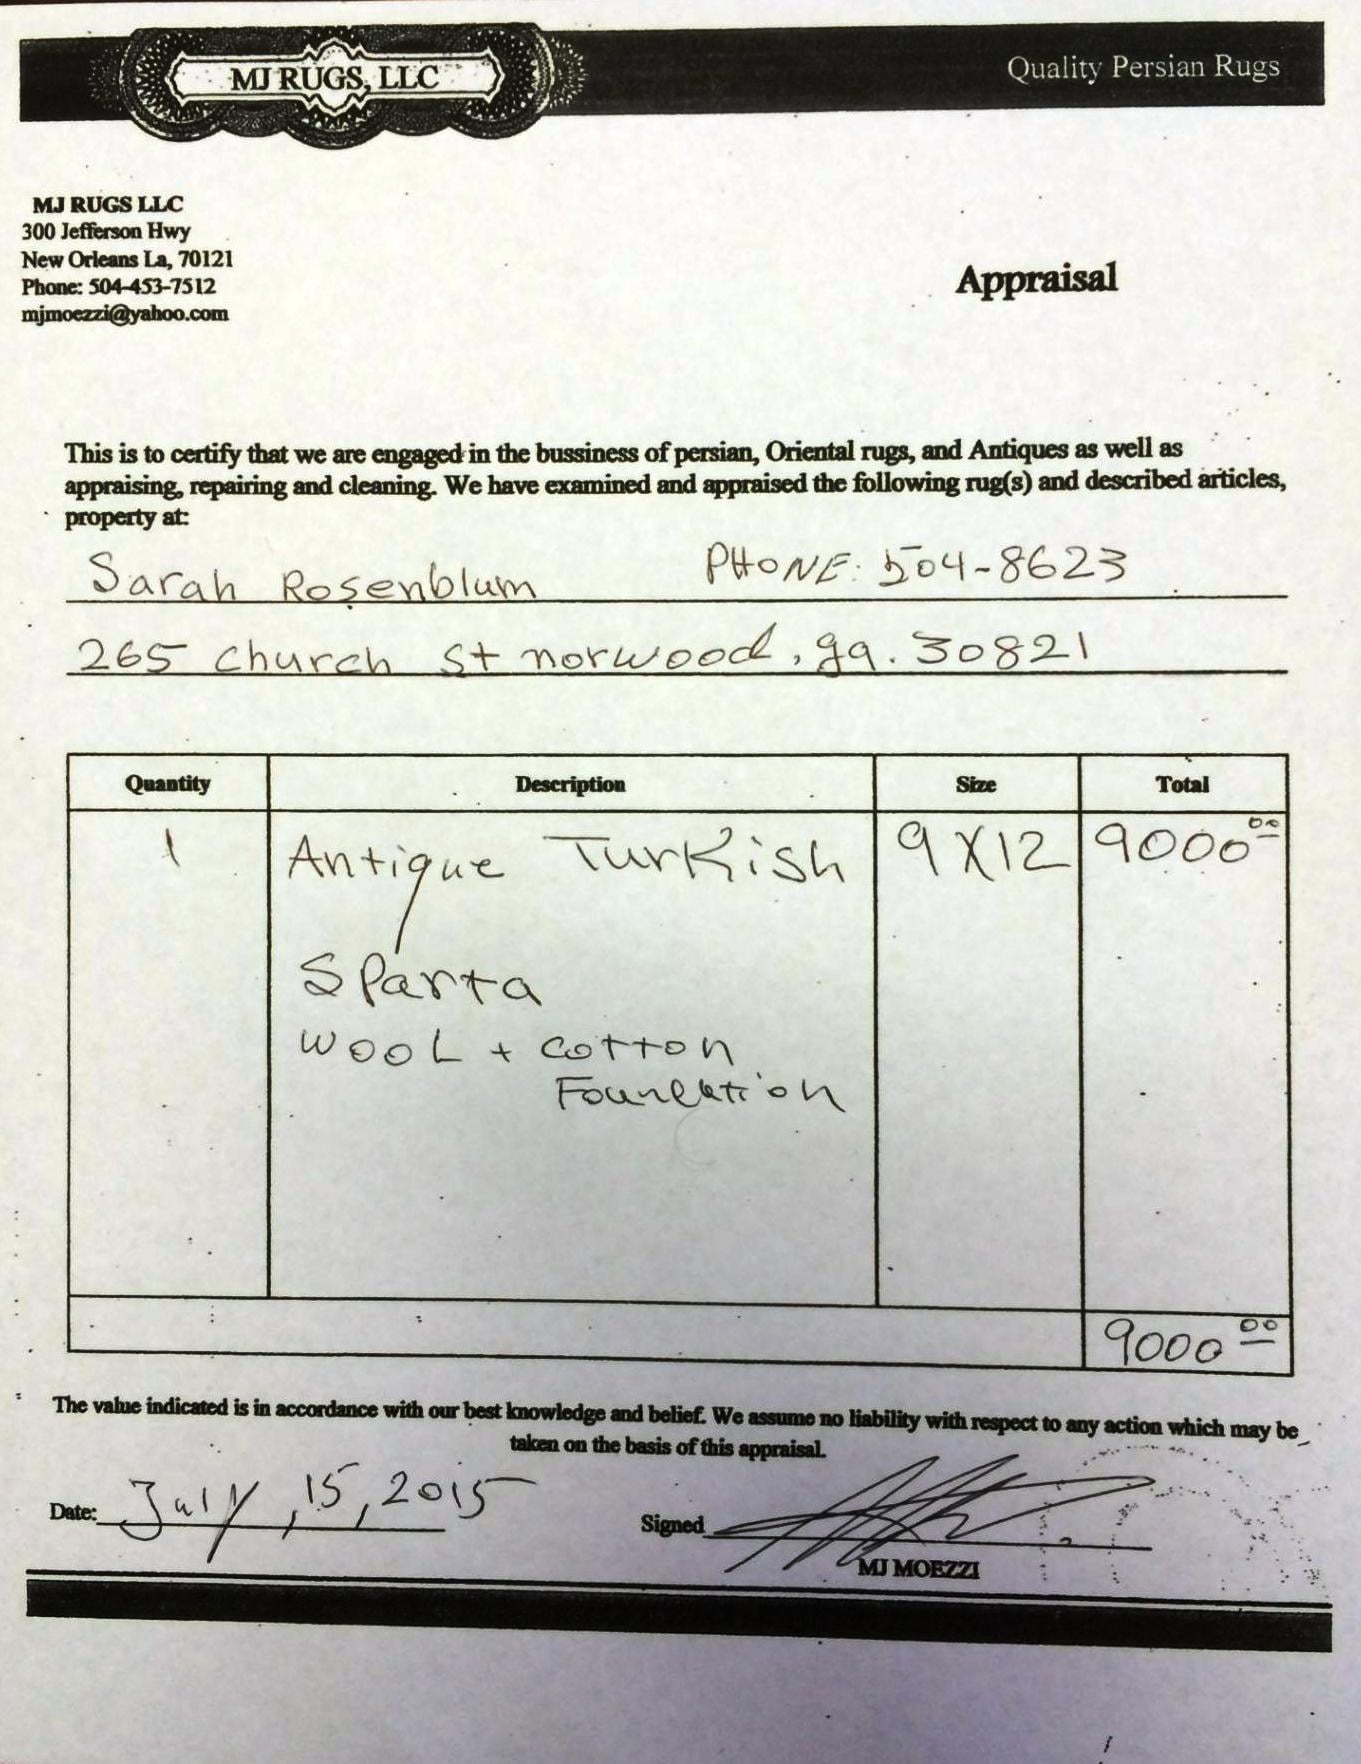 MJ RUGS, LLC
Quality Persian Rugs
MJ RUGS LLC
300 Jefferson Hwy
New Orleans La, 70121
Phone: 504-453-7512
mjmoezzi@yahoo.com
Appraisal
This is to certify that we are engaged in the bussiness of persian, Oriental rugs, and Antiques as well as
appraising, repairing and cleaning. We have examined and appraised the following rug(s) and described articles,
property at:
Sarah Rosenblum PHONE: 504-8623
265 church st norwood, ga. 30821
Quantity Description Size Total
1 Antique Turkish 9X12 9000 00
Sparta
WOOL + cotton
Foundation
9000 00
The value indicated is in accordance with our best knowledge and belief. We assume no liability with respect to any action which may be
taken on the basis of this appraisal.
Date: July, 15, 2015 Signed
MJ MOEZZI